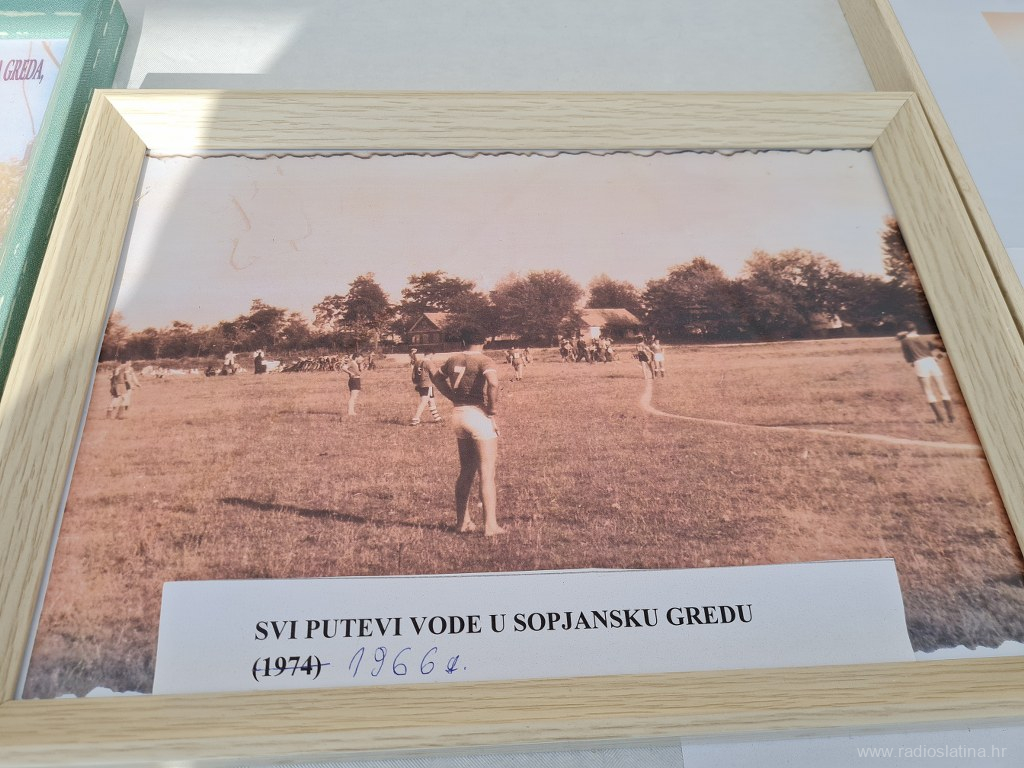 GREDA,
7
SVI PUTEVI VODE U SOPJANSKU GREDU
(1974) 1966 g.
www.radioslatina.hr